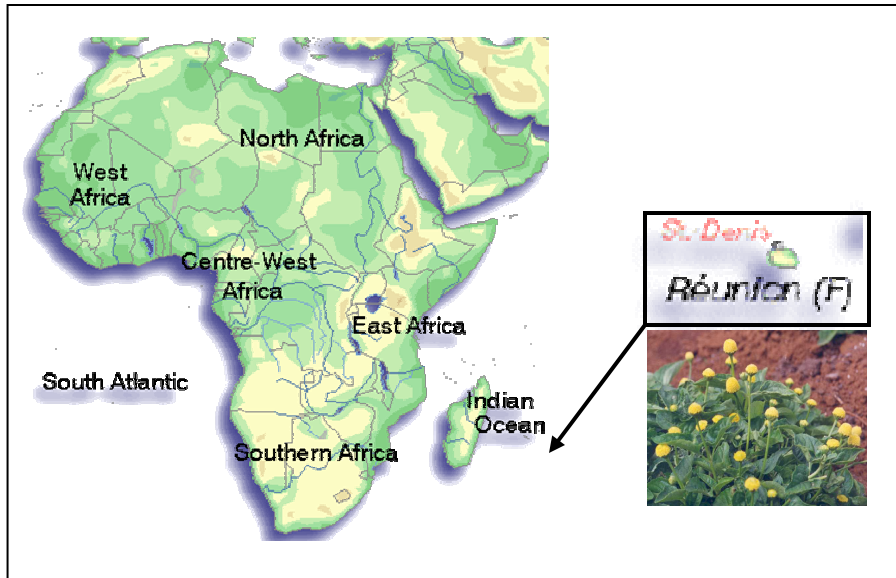 North Africa
West
Africa
Centre-West
Africa
East Africa
South Atlantic
Indian
Ocean
Southern Africa
St.-Denis
Réunion (F)